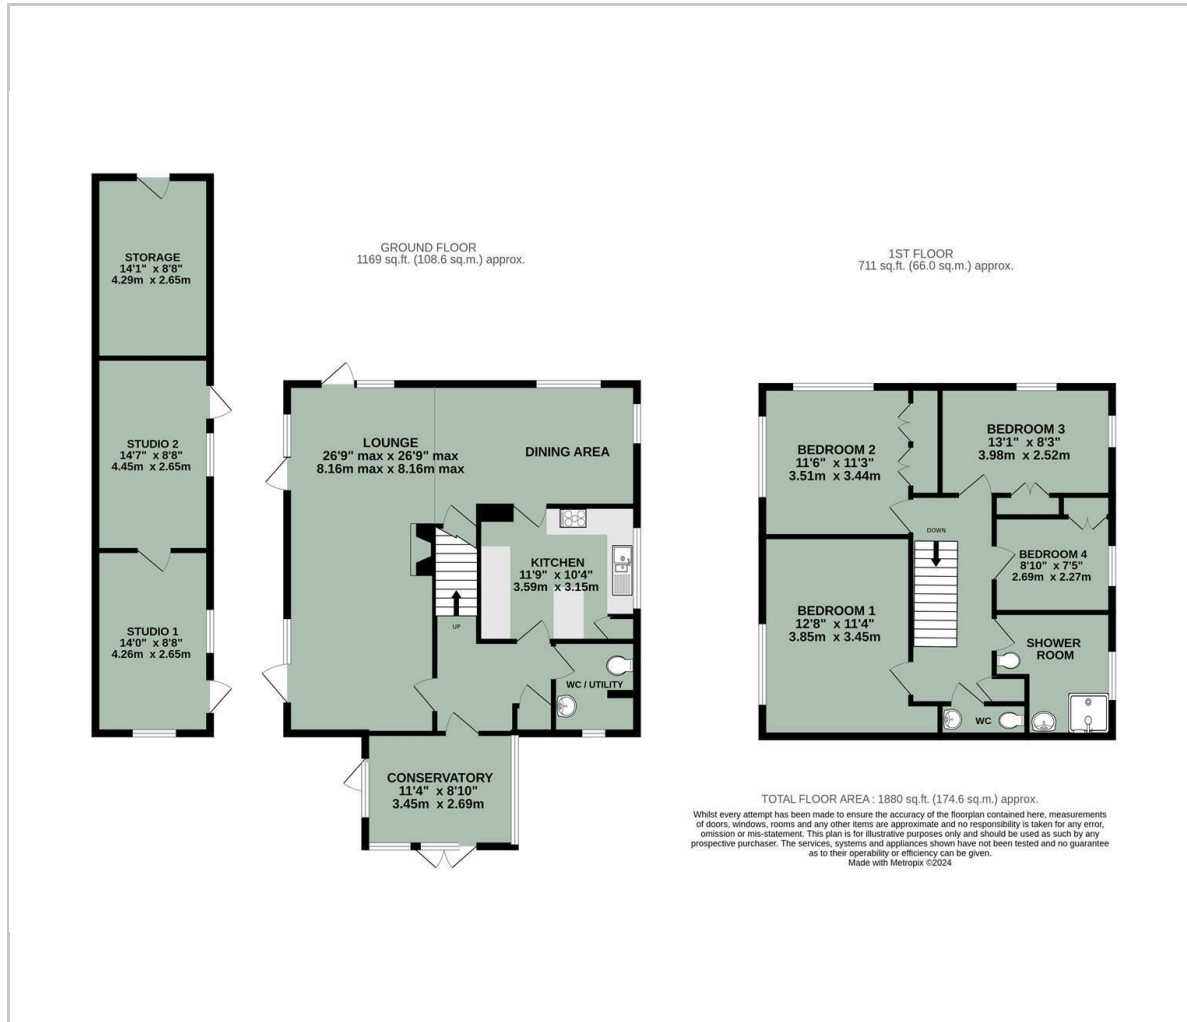 GROUND FLOOR
1169 sq.ft. (108.6 sq.m.) approx.
1ST FLOOR
711 sq.ft. (66.0 sq.m.) approx.
STORAGE
14'1" x 8'8"
4.29m x 2.65m
STUDIO 2
14'7" x 8'8"
4.45m x 2.65m
STUDIO 1
14'0" x 8'8"
4.26m x 2.65m
LOUNGE
26'9" max x 26'9" max
8.16m max x 8.16m max
DINING AREA
KITCHEN
11'9" x 10'4"
3.59m x 3.15m
UP
WC / UTILITY
CONSERVATORY
11'4" x 8'10"
3.45m x 2.69m
BEDROOM 2
11'6" x 11'3"
3.51m x 3.44m
BEDROOM 3
13'1" x 8'3"
3.98m x 2.52m
DOWN
BEDROOM 4
8'10" x 7'5"
2.69m x 2.27m
BEDROOM 1
12'8" x 11'4"
3.85m x 3.45m
SHOWER
ROOM
WC
TOTAL FLOOR AREA : 1880 sq.ft. (174.6 sq.m.) approx.
Whilst every attempt has been made to ensure the accuracy of the floorplan contained here, measurements
of doors, windows, rooms and any other items are approximate and no responsibility is taken for any error,
omission or mis-statement. This plan is for illustrative purposes only and should be used as such by any
prospective purchaser. The services, systems and appliances shown have not been tested and no guarantee
as to their operability or efficiency can be given.
Made with Metropix ©2024